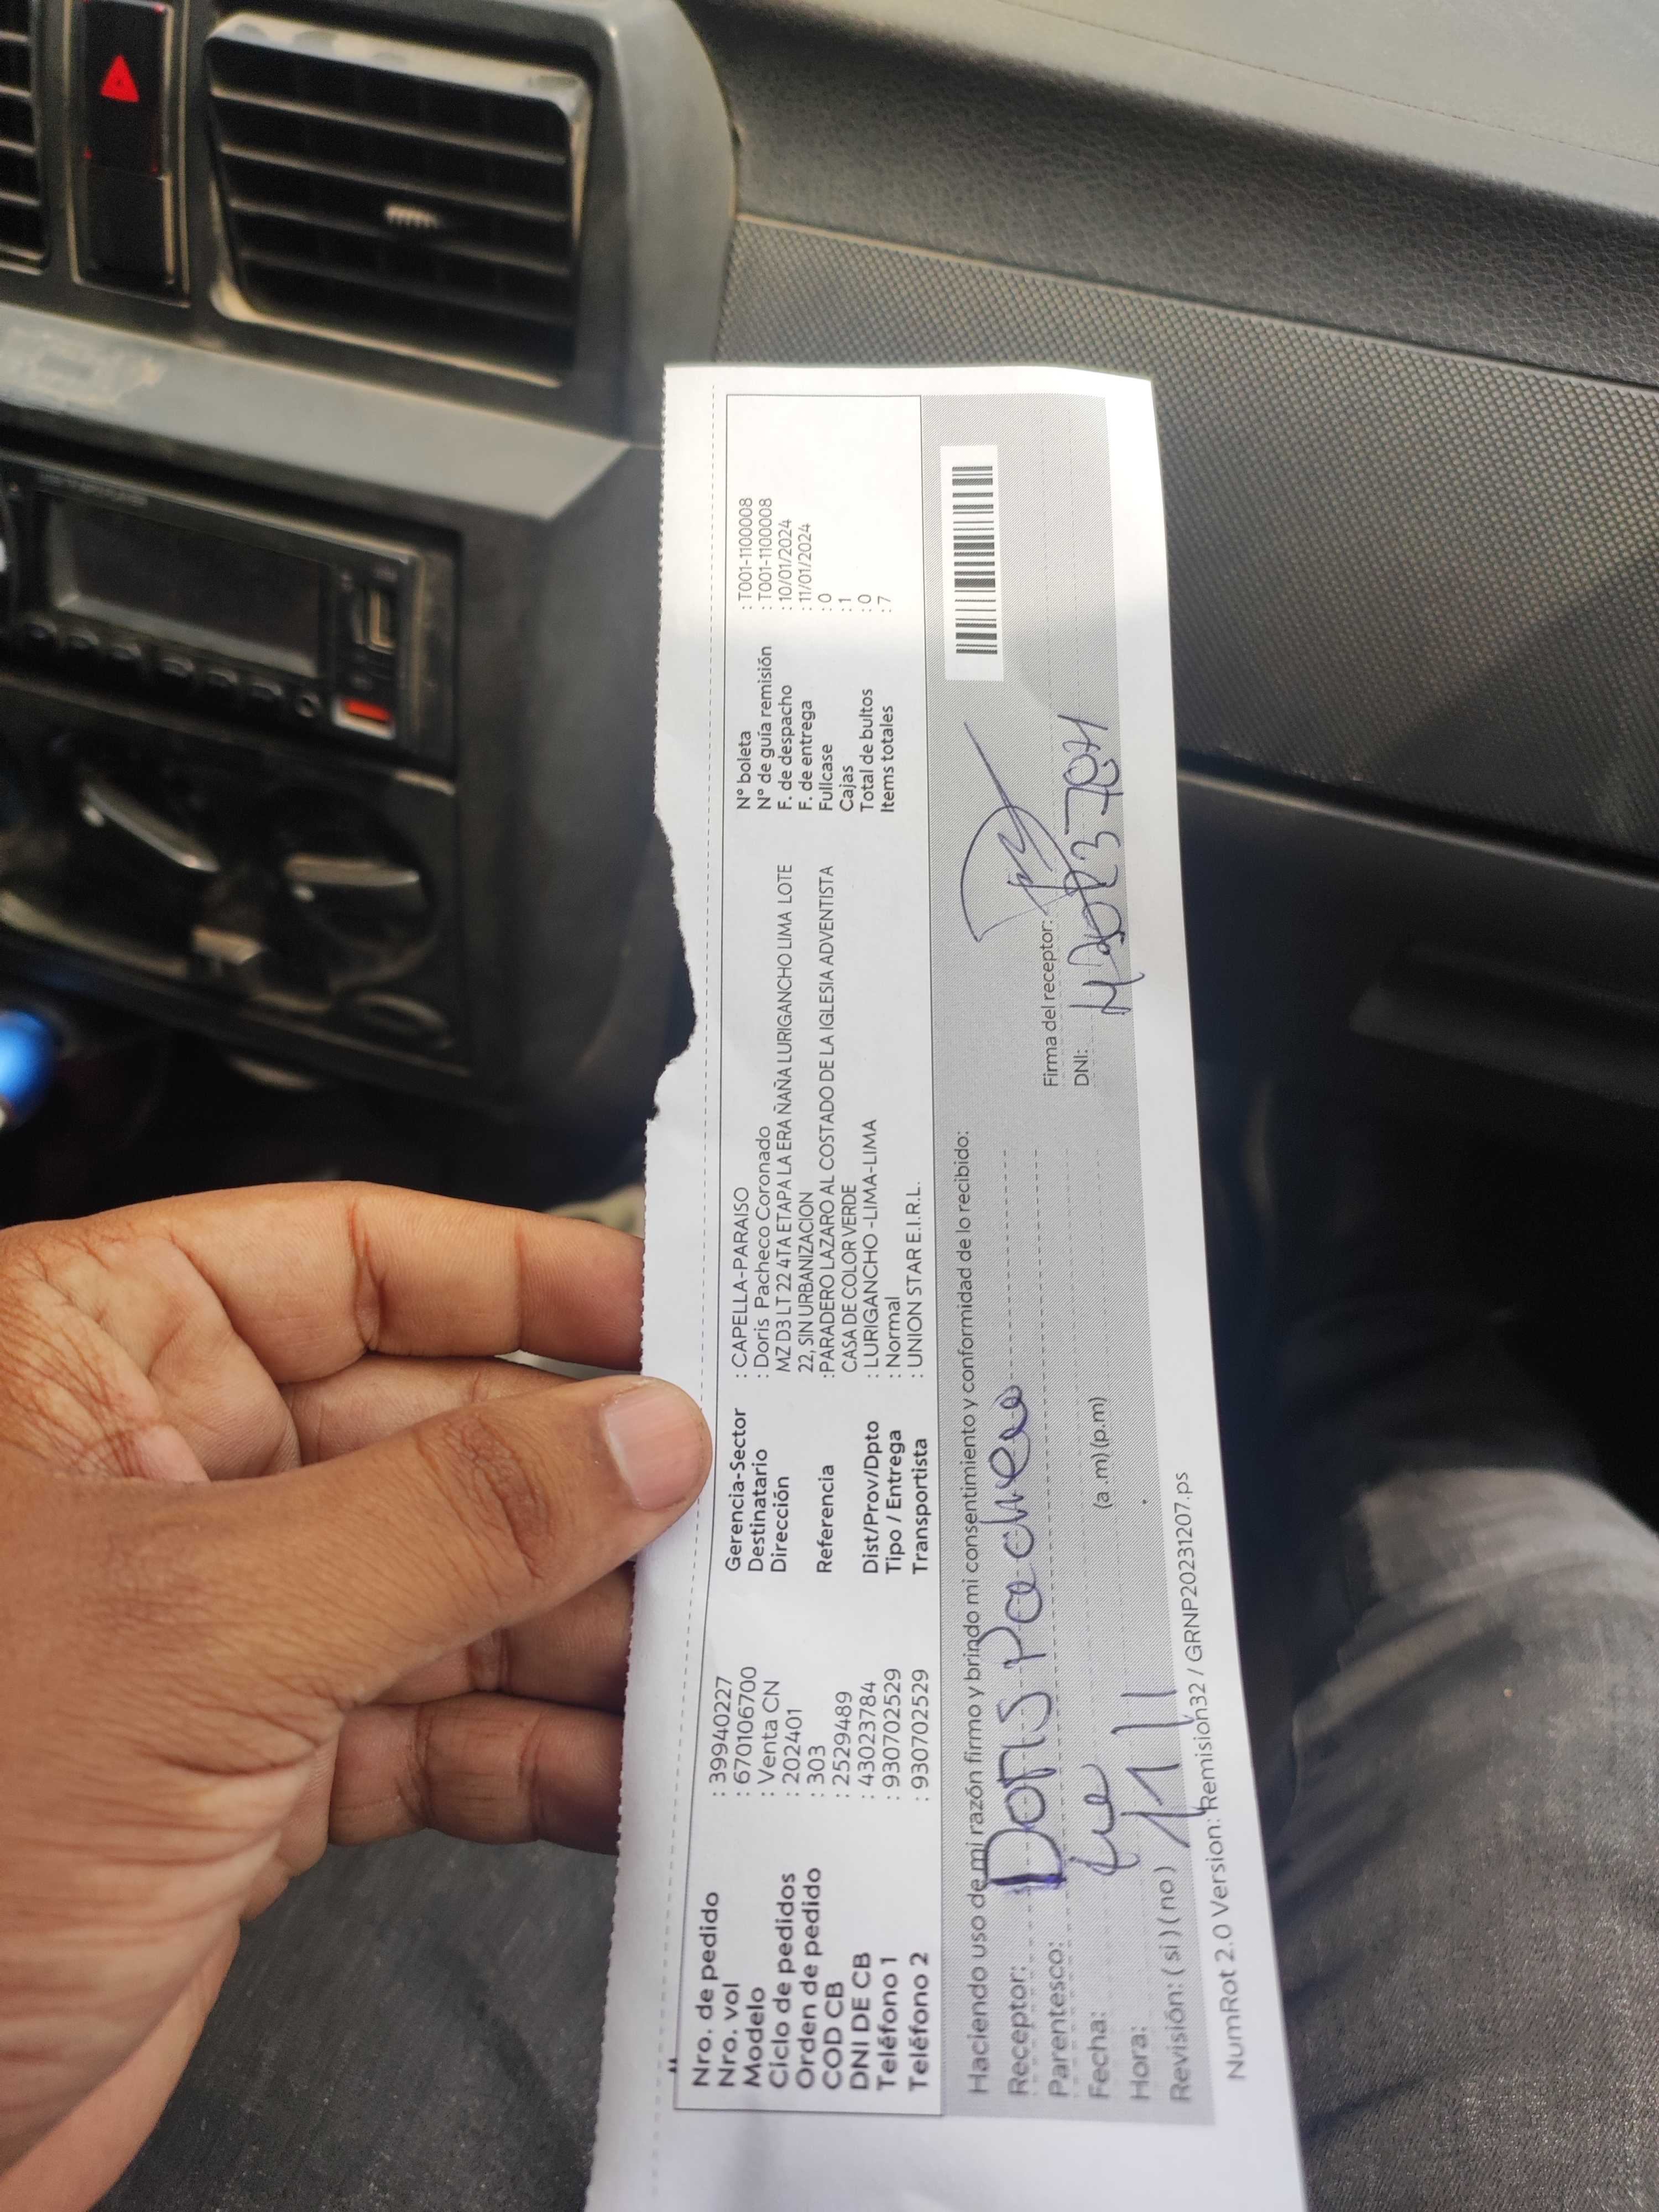 Nro. de pedido : 39940227
Nro. vol : 670106700
Modelo : Venta CN
Ciclo de pedidos : 202401
Orden de pedido : 303
COD CB : 2529489
DNI DE CB : 43023784
Teléfono 1 : 930702529
Teléfono 2 : 930702529
Gerencia-Sector : CAPELLA-PARAISO
Destinatario : Doris Pacheco Coronado
Dirección MZ D3 LT 22 4TA ETAPA LA ERA ÑAÑA LURIGANCHO LIMA LOTE
22, SIN URBANIZACION
Referencia : PARADERO LAZARO AL COSTADO DE LA IGLESIA ADVENTISTA
CASA DE COLOR VERDE
Dist/Prov/Dpto : LURIGANCHO -LIMA-LIMA
Tipo / Entrega : Normal
Transportista : UNION STAR E.I.R.L.
N° boleta : T001-1100008
N° de guía remisión : T001-1100008
F. de despacho : 10/01/2024
F. de entrega : 11/01/2024
Fullcase : 0
Cajas : 1
Total de bultos : 0
Items totales : 7
Haciendo uso de mi razón firmo y brindo mi consentimiento y conformidad de lo recibido:
Receptor: Doris Pacheco
Parentesco:
Fecha:
Hora: (a .m) (p.m)
Revisión: ( si ) ( no )
Firma del receptor:
DNI:
NumRot 2.0 Version: Remision32 / GRNP20231207.ps